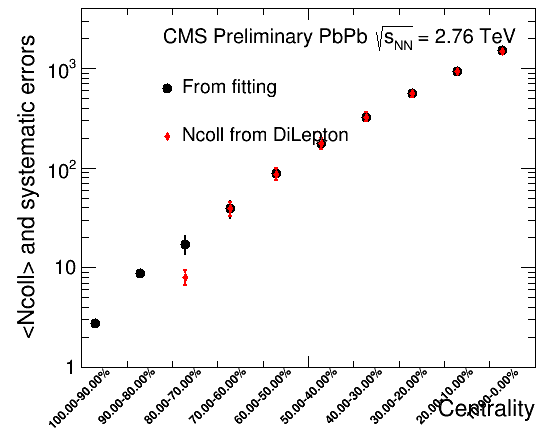 CMS Preliminary PbPb √sNN = 2.76 TeV
From fitting
Ncoll from DiLepton
<Ncoll> and systematic errors
10³
10²
10
1
100.00-90.00%
90.00-80.00%
80.00-70.00%
70.00-60.00%
60.00-50.00%
50.00-40.00%
40.00-30.00%
30.00-20.00%
20.00-10.00%
Centrality